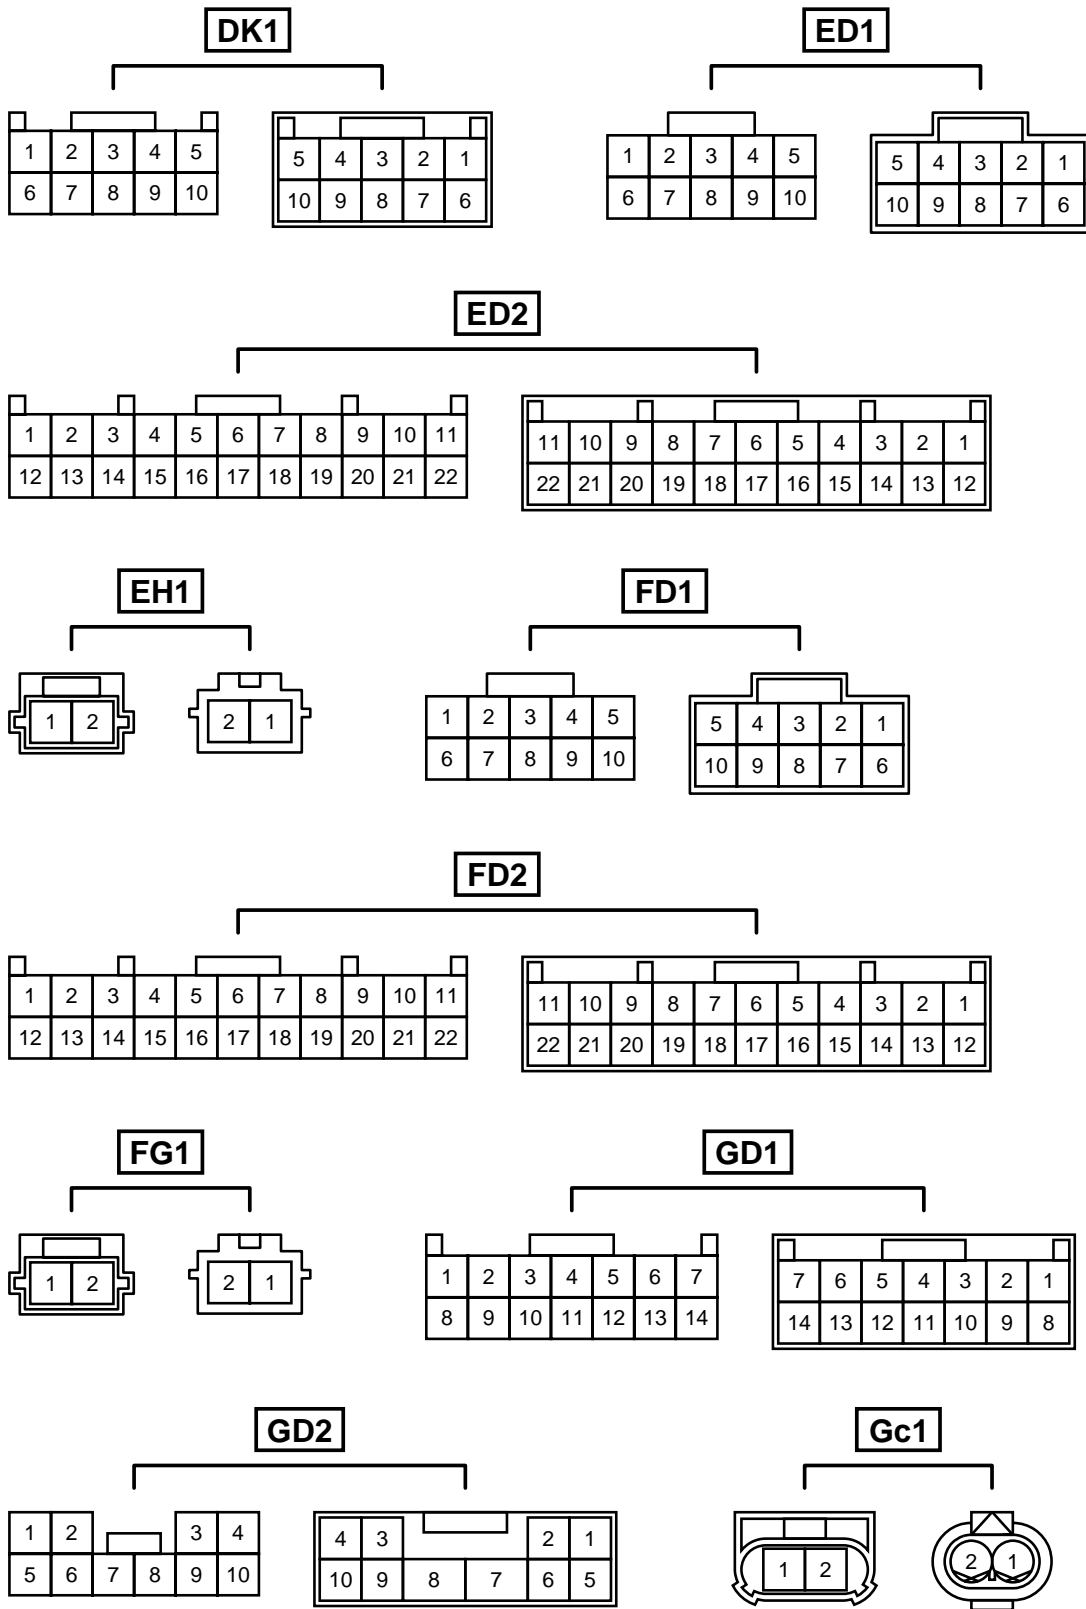 DK1 ED1
1 2 3 4 5 5 4 3 2 1 1 2 3 4 5 5 4 3 2 1
6 7 8 9 10 10 9 8 7 6 6 7 8 9 10 10 9 8 7 6
ED2
1 2 3 4 5 6 7 8 9 10 11 11 10 9 8 7 6 5 4 3 2 1
12 13 14 15 16 17 18 19 20 21 22 22 21 20 19 18 17 16 15 14 13 12
EH1 FD1
1 2 2 1 1 2 3 4 5 5 4 3 2 1
6 7 8 9 10 10 9 8 7 6
FD2
1 2 3 4 5 6 7 8 9 10 11 11 10 9 8 7 6 5 4 3 2 1
12 13 14 15 16 17 18 19 20 21 22 22 21 20 19 18 17 16 15 14 13 12
FG1 GD1
1 2 2 1 1 2 3 4 5 6 7 7 6 5 4 3 2 1
8 9 10 11 12 13 14 14 13 12 11 10 9 8
GD2 Gc1
1 2 3 4 4 3 2 1
5 6 7 8 9 10 10 9 8 7 6 5 1 2 2 1